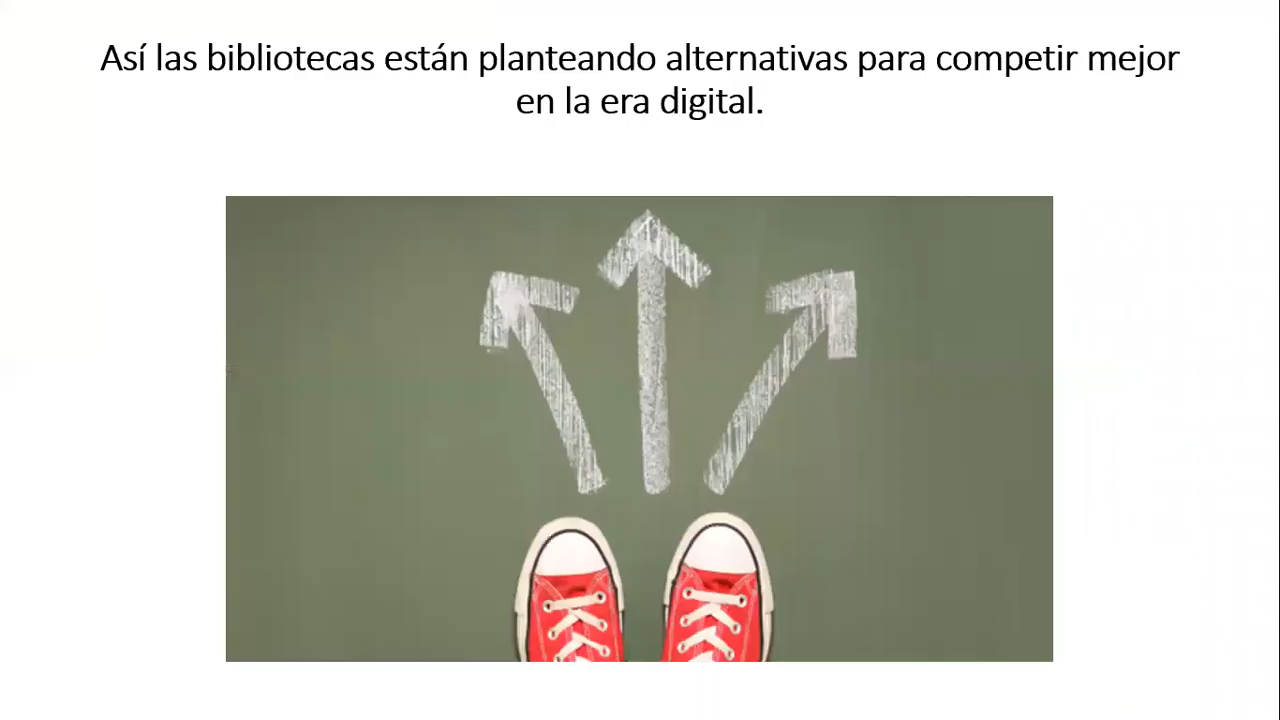 Así las bibliotecas están planteando alternativas para competir mejor
en la era digital.